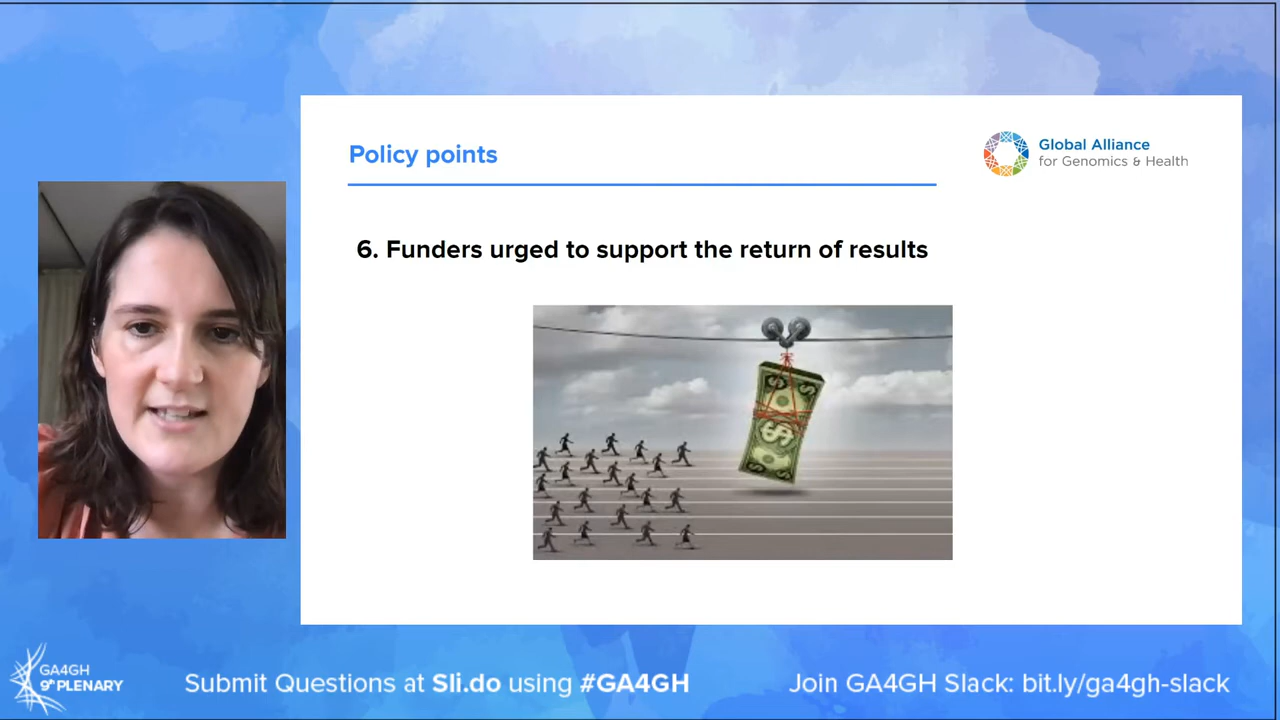 Policy points
Global Alliance
for Genomics & Health
6. Funders urged to support the return of results
GA4GH
9th PLENARY
Submit Questions at Sli.do using #GA4GH
Join GA4GH Slack: bit.ly/ga4gh-slack